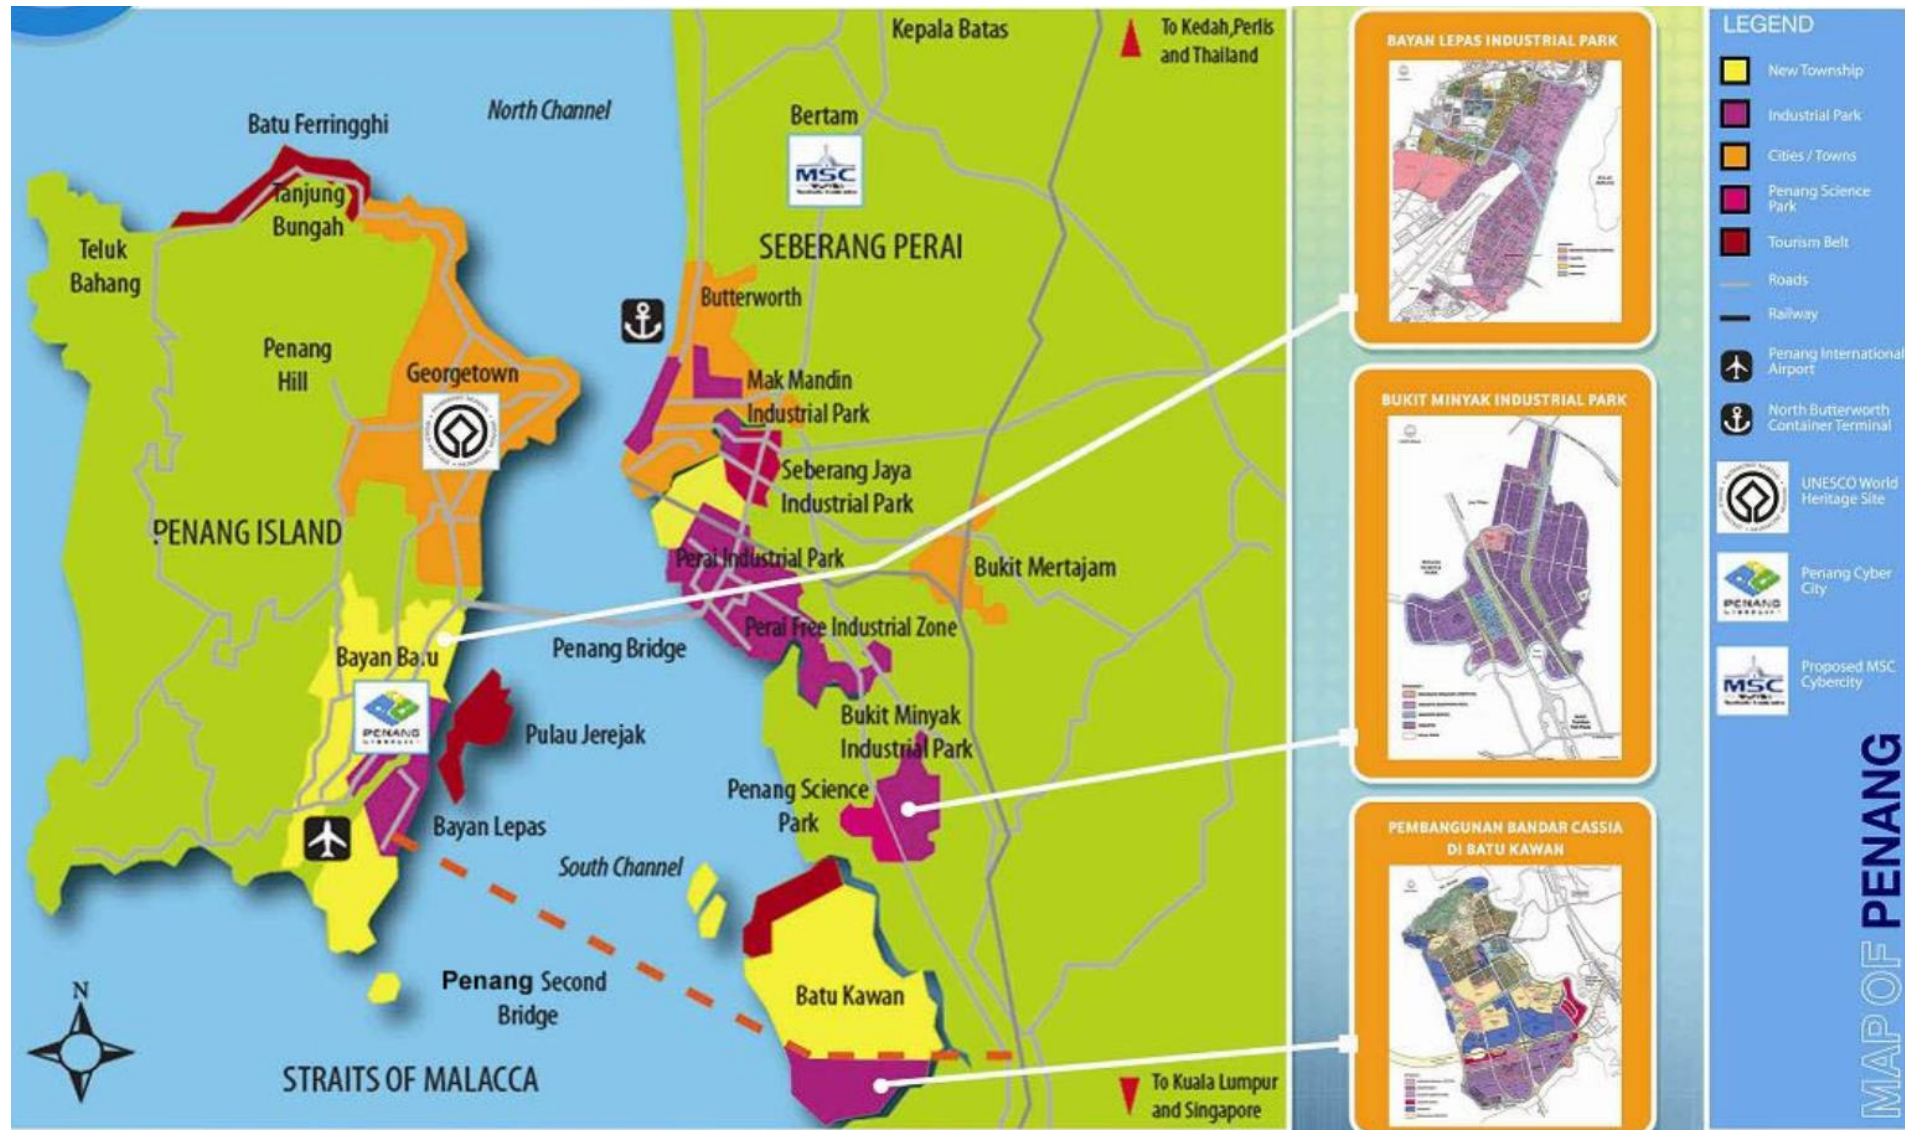 Kepala Batas
To Kedah,Perlis
and Thailand
North Channel
Batu Ferringghi
Bertam
MSC
Tanjung
Bungah
Teluk
Bahang
SEBERANG PERAI
Butterworth
Penang
Hill
Georgetown
Mak Mandin
Industrial Park
Seberang Jaya
Industrial Park
PENANG ISLAND
Perai Industrial Park
Bukit Mertajam
Perai Free Industrial Zone
Penang Bridge
Bayan Baru
PENANG
Pulau Jerejak
Bukit Minyak
Industrial Park
Penang Science
Park
Bayan Lepas
South Channel
Penang Second
Bridge
Batu Kawan
N
STRAITS OF MALACCA
To Kuala Lumpur
and Singapore
BAYAN LEPAS INDUSTRIAL PARK
BUKIT MINYAK INDUSTRIAL PARK
PEMBANGUNAN BANDAR CASSIA
DI BATU KAWAN
LEGEND
New Township
Industrial Park
Cities / Towns
Penang Science
Park
Tourism Belt
Roads
Railway
Penang International
Airport
North Butterworth
Container Terminal
UNESCO World
Heritage Site
PENANG
Penang Cyber
City
MSC
Proposed MSC
Cybercity
MAP OF PENANG